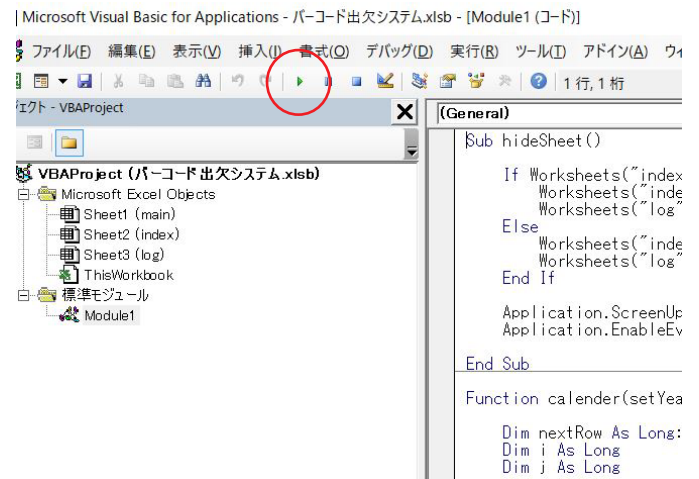 Microsoft Visual Basic for Applications - バーコード出欠システム.xlsb - [Module1 (コード)]
ファイル(F) 編集(E) 表示(V) 挿入(I) 書式(O) デバッグ(D) 実行(R) ツール(T) アドイン(A) ウィ
1 行, 1 桁
ェクト - VBAProject
(General)
VBAProject (バーコード出欠システム.xlsb)
Microsoft Excel Objects
Sheet1 (main)
Sheet2 (index)
Sheet3 (log)
ThisWorkbook
標準モジュール
Module1
Sub hideSheet()
If Worksheets("index
Worksheets("inde
Worksheets("log"
Else
Worksheets("inde
Worksheets("log"
End If
Application.ScreenUp
Application.EnableEv
End Sub
Function calender(setYea
Dim nextRow As Long:
Dim i As Long
Dim j As Long